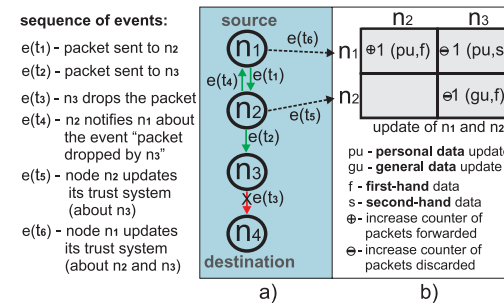 sequence of events:
e(t₁) - packet sent to n₂
e(t₂) - packet sent to n₃
e(t₃) - n₃ drops the packet
e(t₄) - n₂ notifies n₁ about
the event “packet
dropped by n₃”
e(t₅) - node n₂ updates
its trust system
(about n₃)
e(t₆) - node n₁ updates
its trust system
(about n₂ and n₃)
source
n₁
e(t₆)
e(t₄)
e(t₁)
n₂
e(t₅)
e(t₂)
n₃
x e(t₃)
n₄
destination
a)
n₂ n₃
n₁ ⊕1 (pu,f) ⊖1 (pu,s
n₂ ⊖1 (gu,f)
update of n₁ and n₂
pu - personal data update
gu - general data update
f - first-hand data
s - second-hand data
⊕- increase counter of
packets forwarded
⊖- increase counter of
packets discarded
b)